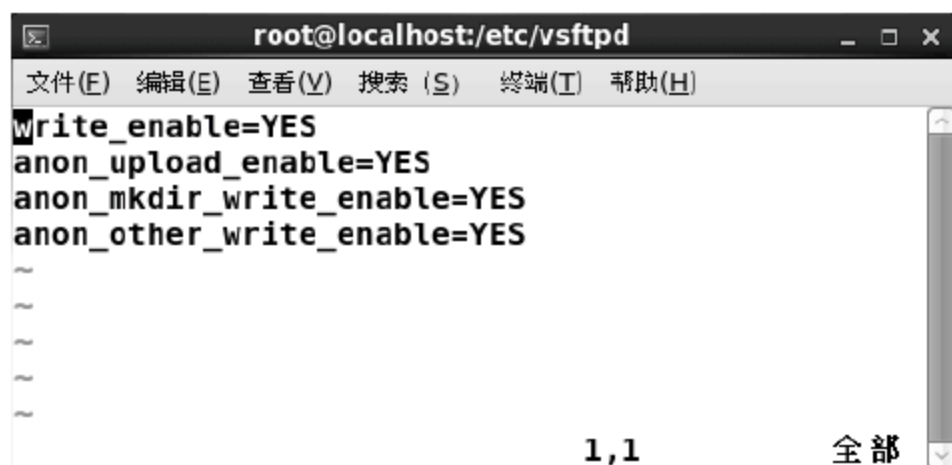 root@localhost:/etc/vsftpd
文件(F) 编辑(E) 查看(V) 搜索 (S) 终端(T) 帮助(H)
write_enable=YES
anon_upload_enable=YES
anon_mkdir_write_enable=YES
anon_other_write_enable=YES
~
~
~
~
~
1,1 全部